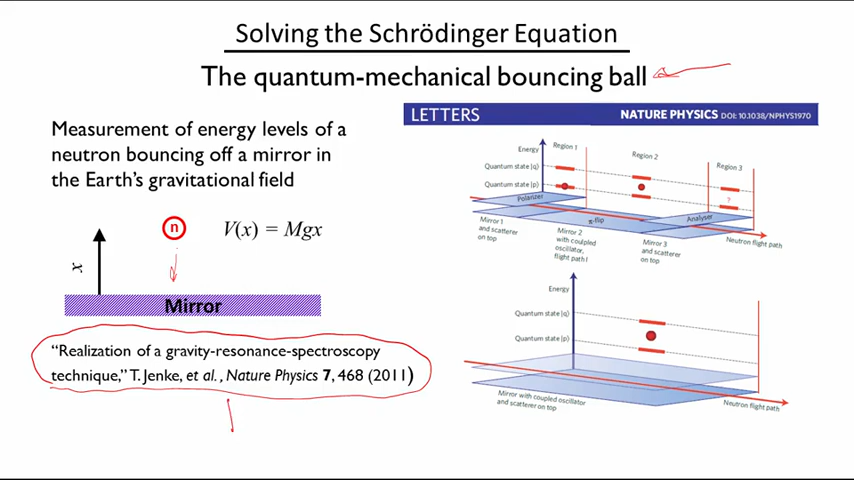 Solving the Schrödinger Equation
The quantum-mechanical bouncing ball
Measurement of energy levels of a
neutron bouncing off a mirror in
the Earth's gravitational field
n
V(x) = Mgx
x
Mirror
"Realization of a gravity-resonance-spectroscopy
technique," T. Jenke, et al., Nature Physics 7, 468 (2011)
LETTERS
NATURE PHYSICS DOI: 10.1038/NPHYS1970
Energy
Region 1
Region 2
Region 3
Quantum state |q⟩
Quantum state |p⟩
?
Polarizer
π-flip
Analyser
Mirror 1
and scatterer
on top
Mirror 2
with coupled
oscillator,
flight path l
Mirror 3
and scatterer
on top
Neutron flight path
Energy
Quantum state |q⟩
Quantum state |p⟩
Mirror with coupled oscillator
and scatterer on top
Neutron flight path